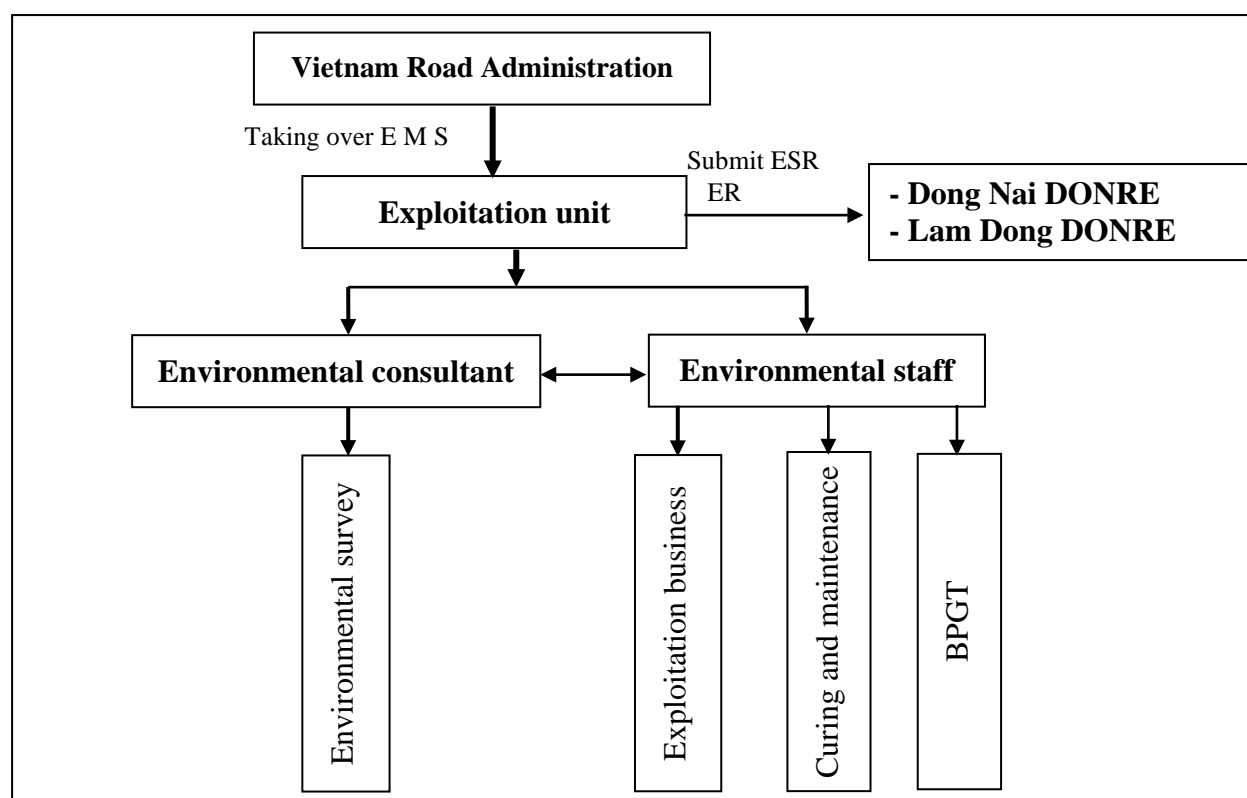 Vietnam Road Administration
Taking over E M S
Submit ESR
ER
Exploitation unit
- Dong Nai DONRE
- Lam Dong DONRE
Environmental consultant
Environmental staff
Environmental survey
Exploitation business
Curing and maintenance
BPGT